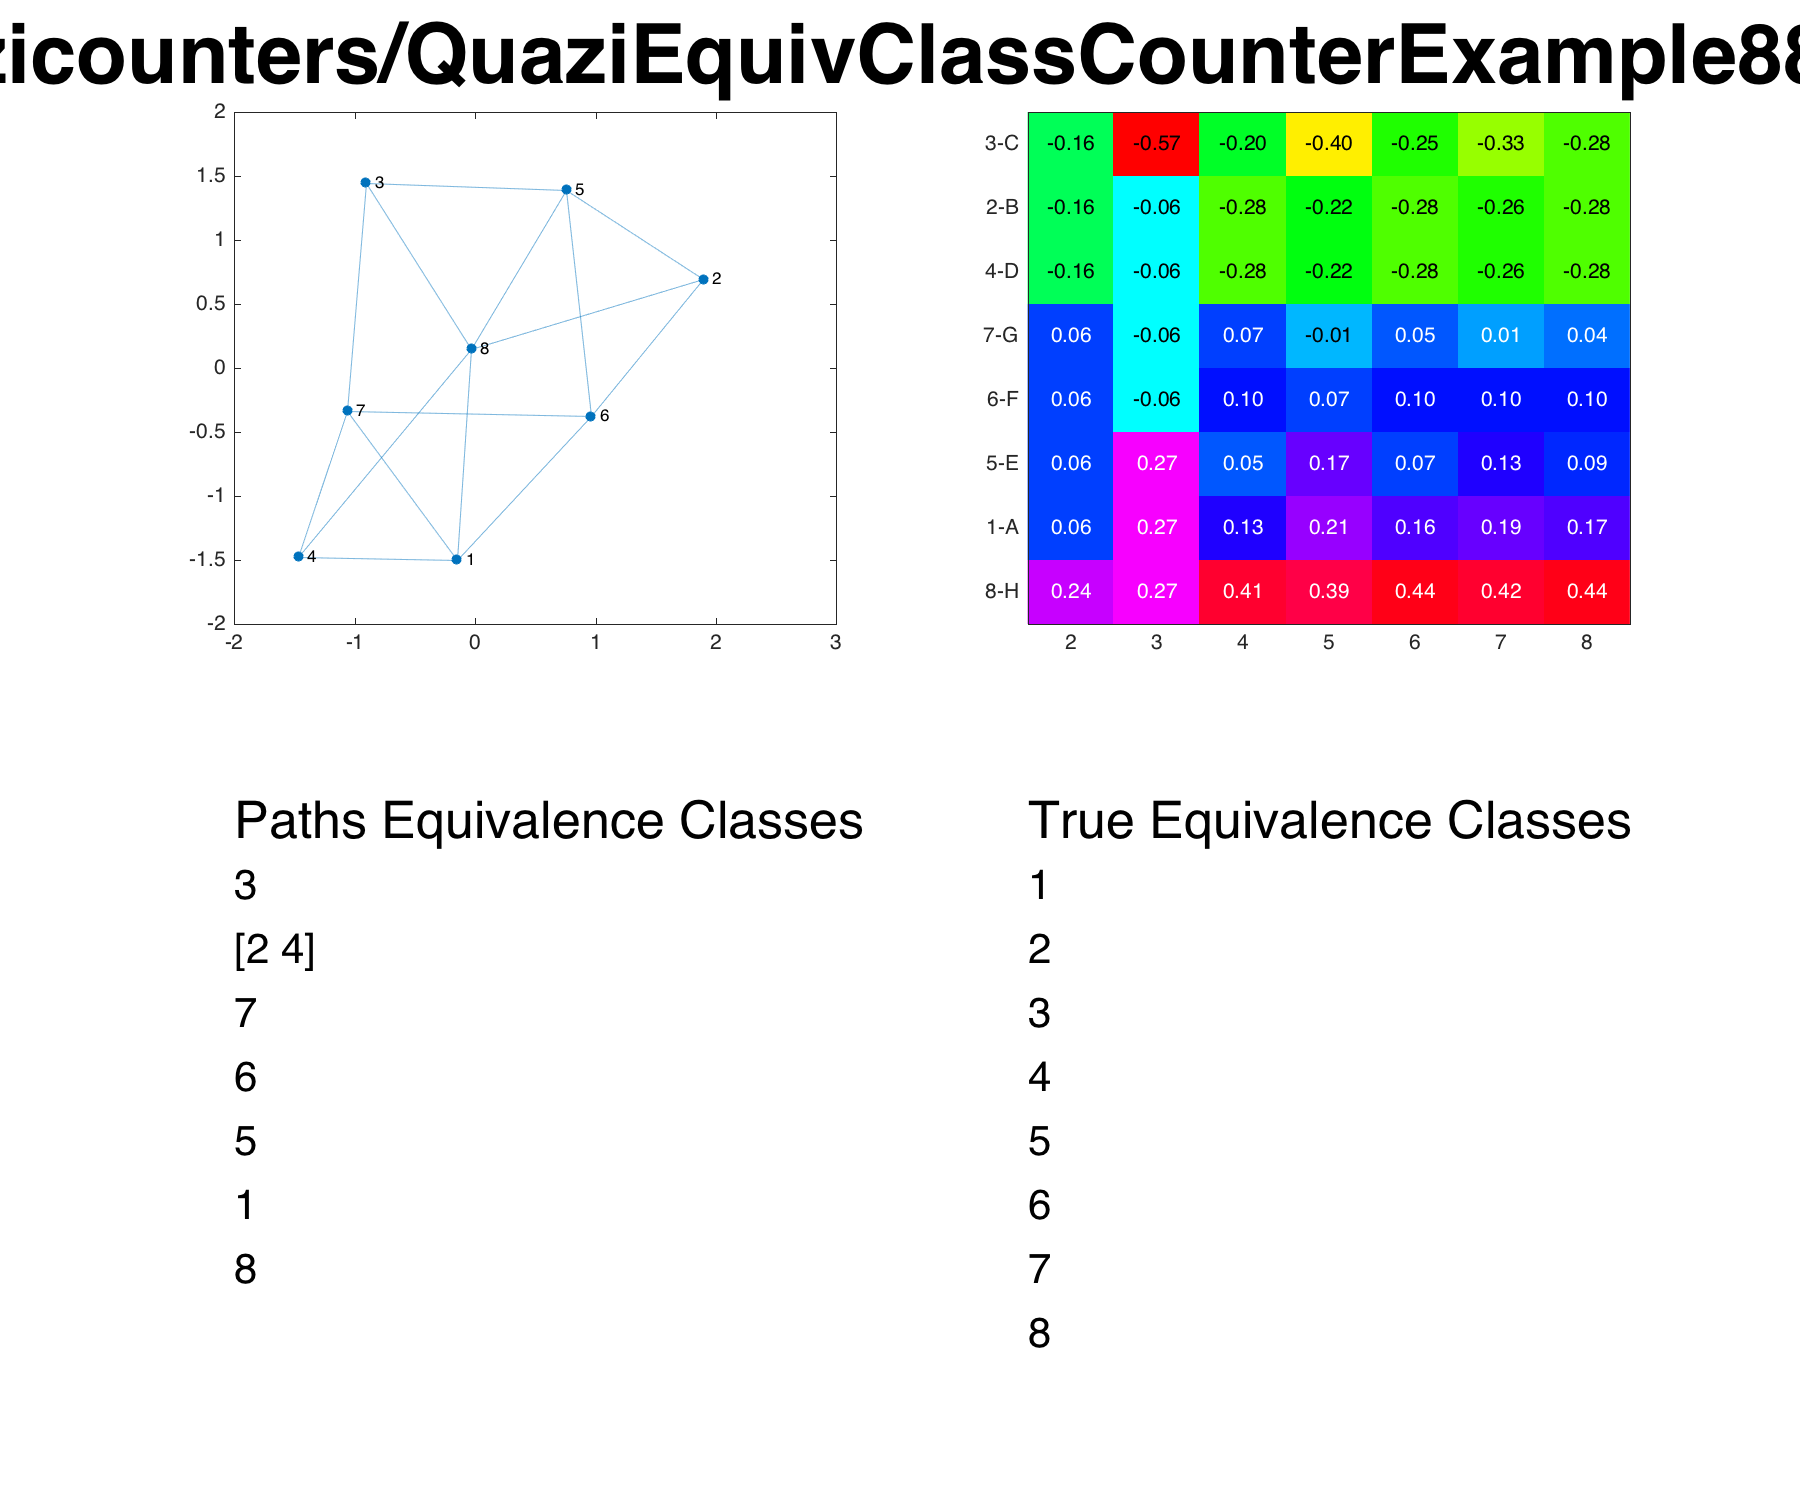 zicounters/QuaziEquivClassCounterExample88
2
1.5
1
0.5
0
-0.5
-1
-1.5
-2
-2 -1 0 1 2 3
3 5
2
8
7
6
4 1
3-C -0.16 -0.57 -0.20 -0.40 -0.25 -0.33 -0.28
2-B -0.16 -0.06 -0.28 -0.22 -0.28 -0.26 -0.28
4-D -0.16 -0.06 -0.28 -0.22 -0.28 -0.26 -0.28
7-G 0.06 -0.06 0.07 -0.01 0.05 0.01 0.04
6-F 0.06 -0.06 0.10 0.07 0.10 0.10 0.10
5-E 0.06 0.27 0.05 0.17 0.07 0.13 0.09
1-A 0.06 0.27 0.13 0.21 0.16 0.19 0.17
8-H 0.24 0.27 0.41 0.39 0.44 0.42 0.44
2 3 4 5 6 7 8
Paths Equivalence Classes
3
[2 4]
7
6
5
1
8
True Equivalence Classes
1
2
3
4
5
6
7
8